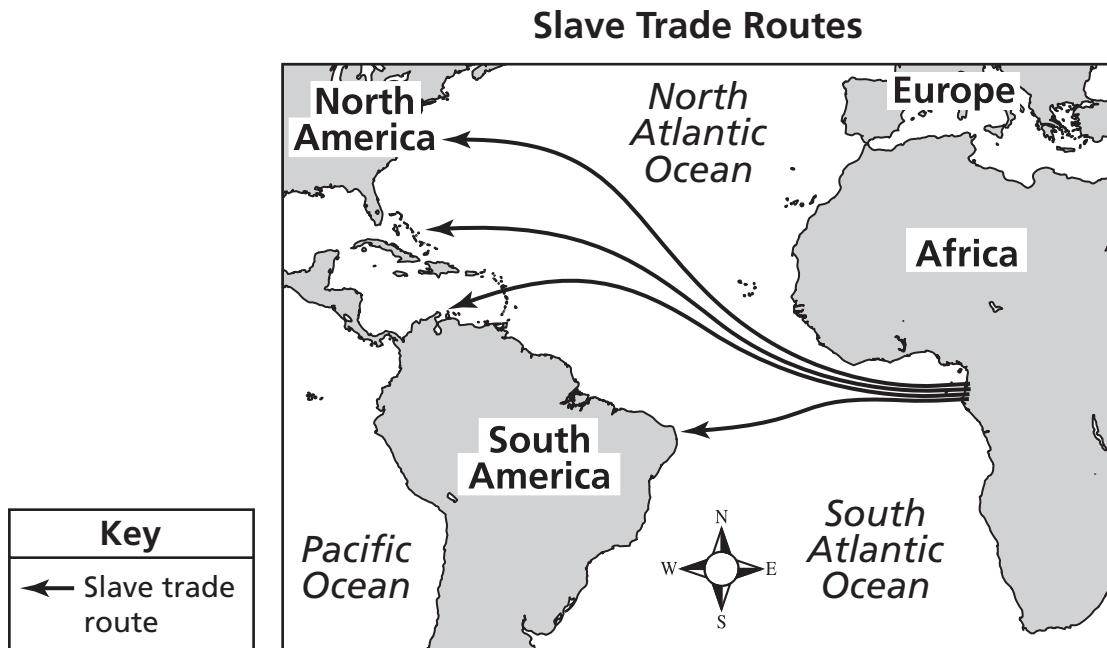 Slave Trade Routes
North
America
North
Atlantic
Ocean
Europe
Africa
South
America
Pacific
Ocean
South
Atlantic
Ocean
N
W
E
S
Key
Slave trade
route